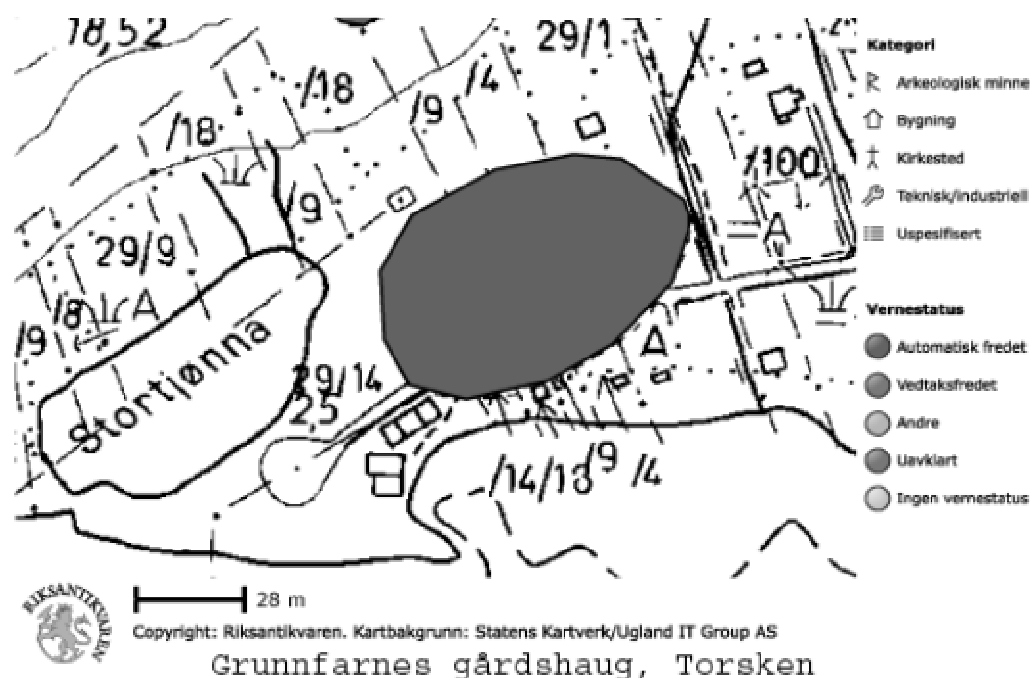 18,52
29/1
/18
/4
/9
/18
/100
/9
29/9
A
/8
A
/9
Stortjønna
A
29/14
2,5
/14/13
/9
/4
Kategori
Arkeologisk minne
Bygning
Kirkested
Teknisk/industriell
Uspesifisert
Vernestatus
Automatisk fredet
Vedtaksfredet
Andre
Uavklart
Ingen vernestatus
RIKSANTIKVAREN
28 m
Copyright: Riksantikvaren. Kartbakgrunn: Statens Kartverk/Ugland IT Group AS
Grunnfarnes gårdshaug, Torsken